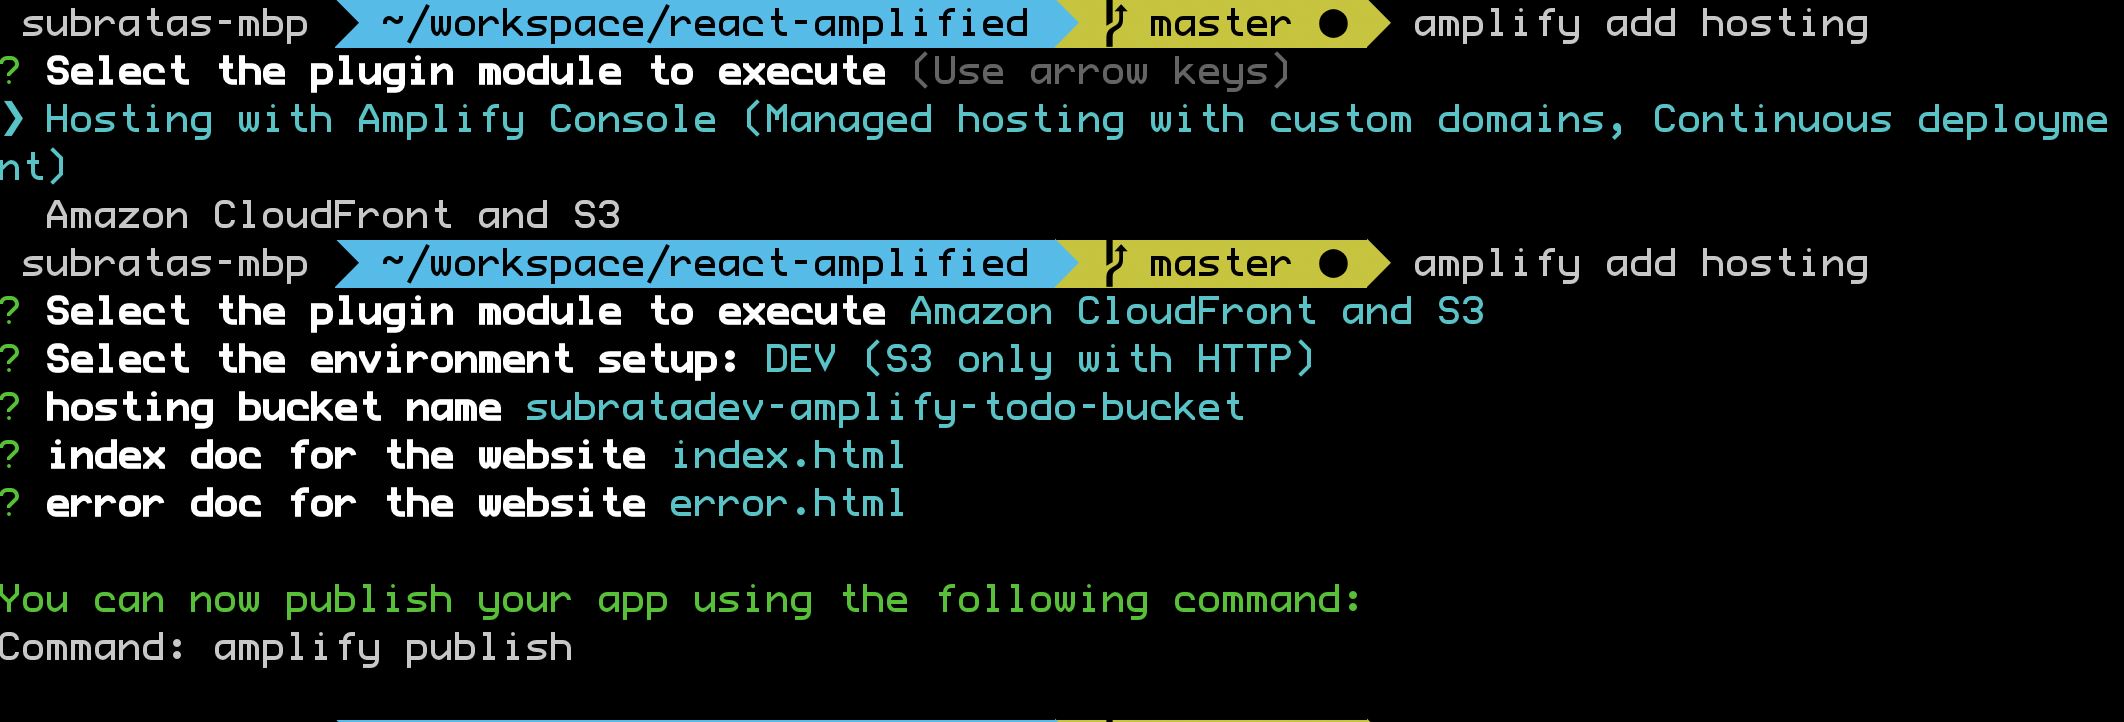 subratas-mbp ~/workspace/react-amplified master ● amplify add hosting
? Select the plugin module to execute (Use arrow keys)
❯ Hosting with Amplify Console (Managed hosting with custom domains, Continuous deployme
nt)
Amazon CloudFront and S3
subratas-mbp ~/workspace/react-amplified master ● amplify add hosting
? Select the plugin module to execute Amazon CloudFront and S3
? Select the environment setup: DEV (S3 only with HTTP)
? hosting bucket name subratadev-amplify-todo-bucket
? index doc for the website index.html
? error doc for the website error.html
You can now publish your app using the following command:
Command: amplify publish